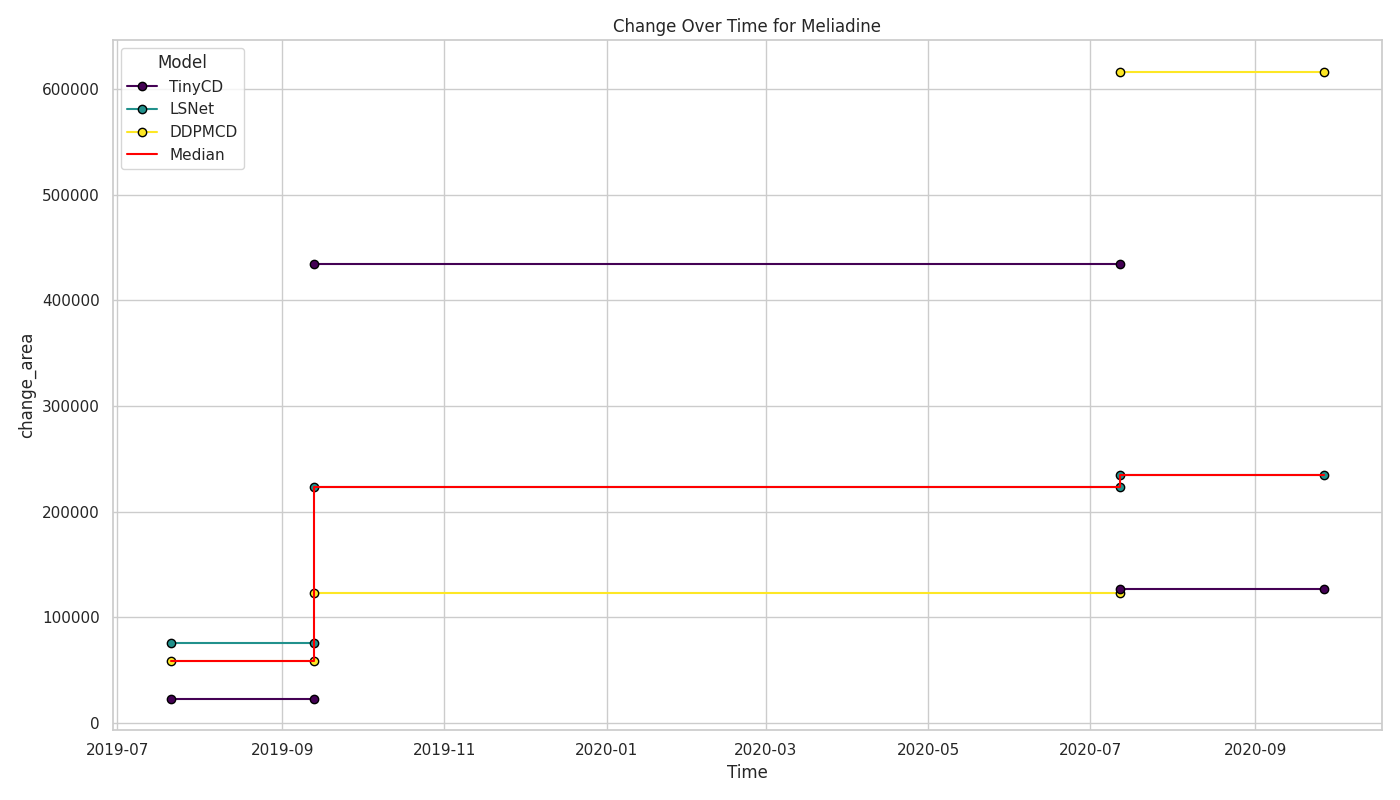 Change Over Time for Meliadine
Model
TinyCD
LSNet
DDPMCD
Median
600000
500000
400000
300000
200000
100000
0
change_area
2019-07 2019-09 2019-11 2020-01 2020-03 2020-05 2020-07 2020-09
Time